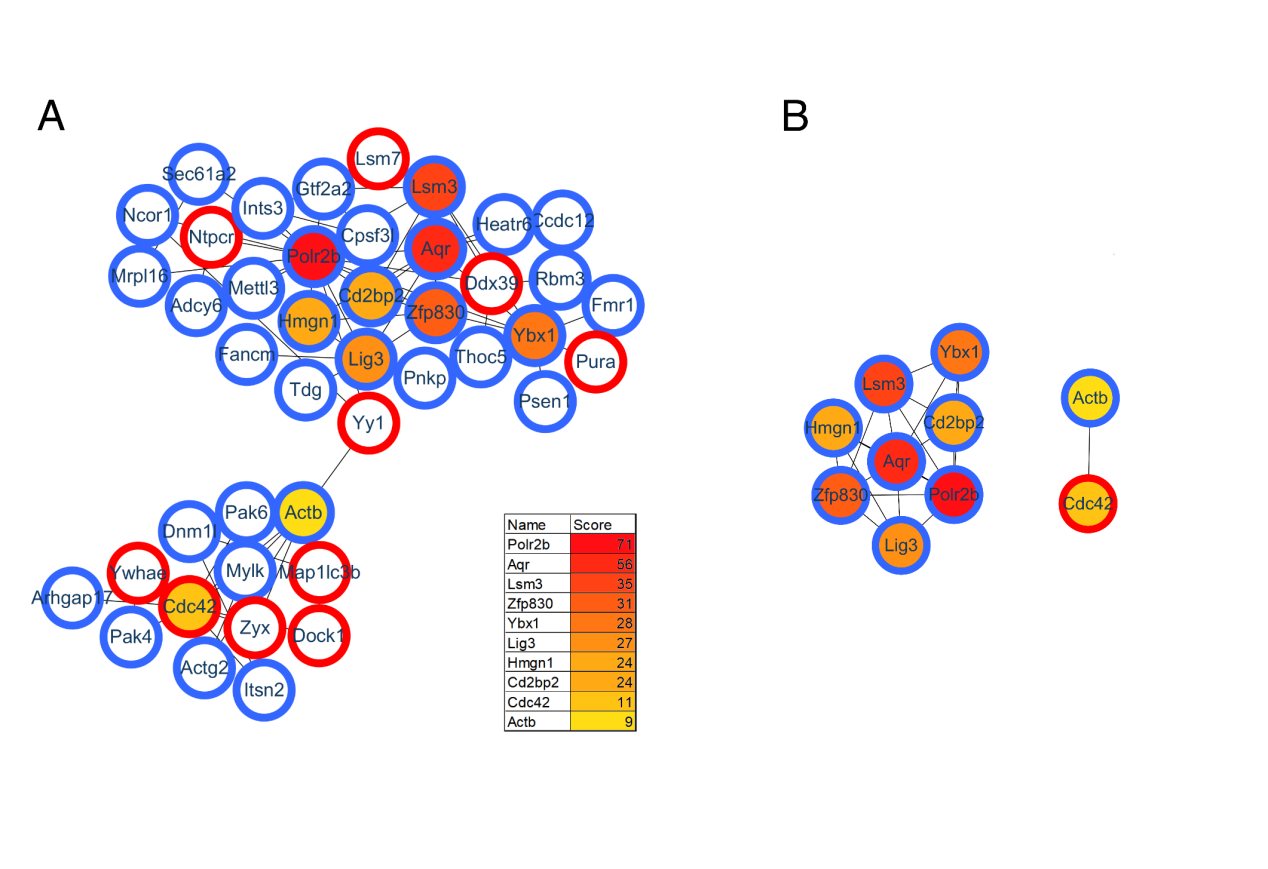 A
B
Lsm7
Sec61a2
Gtf2a2
Lsm3
Ints3
Ncor1
Heatr6
Ccdc12
Ntpcr
Cpsf3l
Polr2b
Aqr
Mrpl16
Mettl3
Cd2bp2
Ddx39
Rbm3
Adcy6
Hmgn1
Zfp830
Fmr1
Ybx1
Fancm
Lig3
Thoc5
Pura
Tdg
Pnkp
Psen1
Yy1
Pak6
Actb
Dnm1l
Ywhae
Mylk
Map1lc3b
Arhgap17
Cdc42
Pak4
Zyx
Dock1
Actg2
Itsn2
Name Score
Polr2b 71
Aqr 56
Lsm3 35
Zfp830 31
Ybx1 28
Lig3 27
Hmgn1 24
Cd2bp2 24
Cdc42 11
Actb 9
Ybx1
Lsm3
Actb
Hmgn1
Cd2bp2
Aqr
Zfp830
Polr2b
Cdc42
Lig3